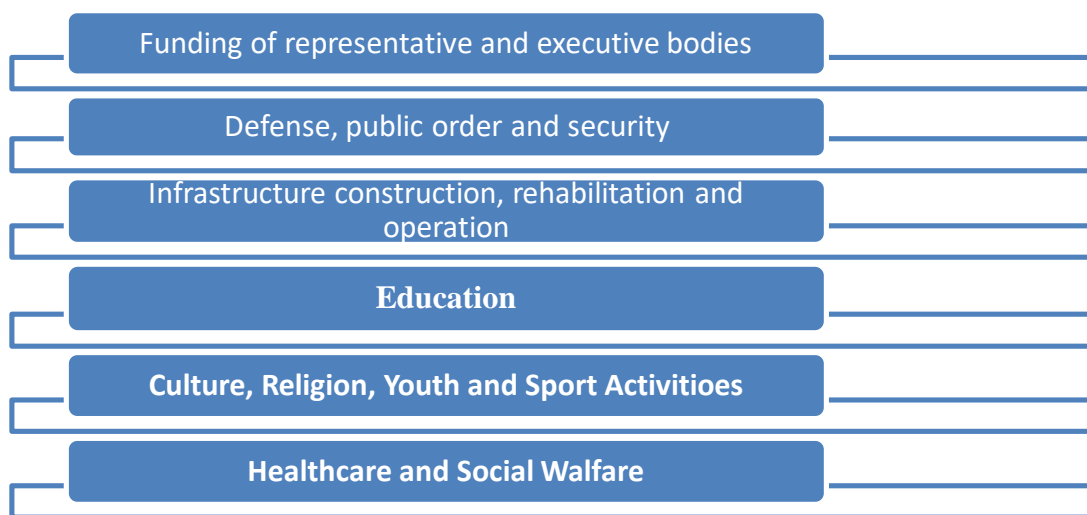 Funding of representative and executive bodies
Defense, public order and security
Infrastructure construction, rehabilitation and
operation
Education
Culture, Religion, Youth and Sport Activitioes
Healthcare and Social Walfare